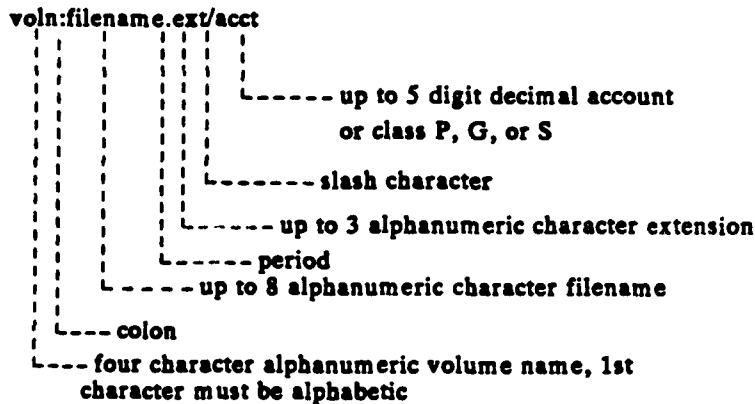 voln:filename.ext/acct
up to 5 digit decimal account
or class P, G, or S
slash character
up to 3 alphanumeric character extension
period
up to 8 alphanumeric character filename
colon
four character alphanumeric volume name, 1st
character must be alphabetic